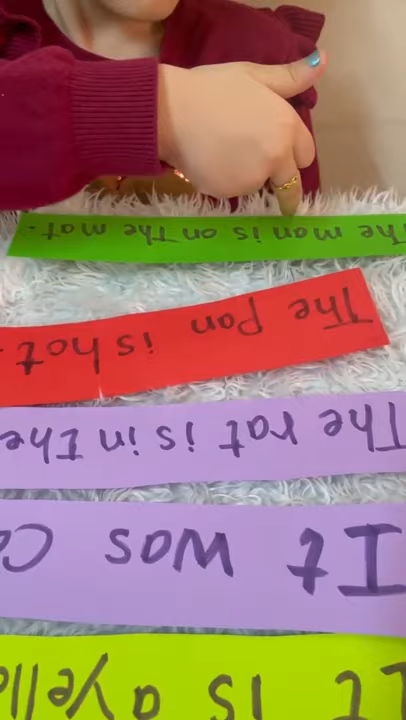 It is a yello
It was
The rat is in the
The pan is hot.
The man is on the mat.